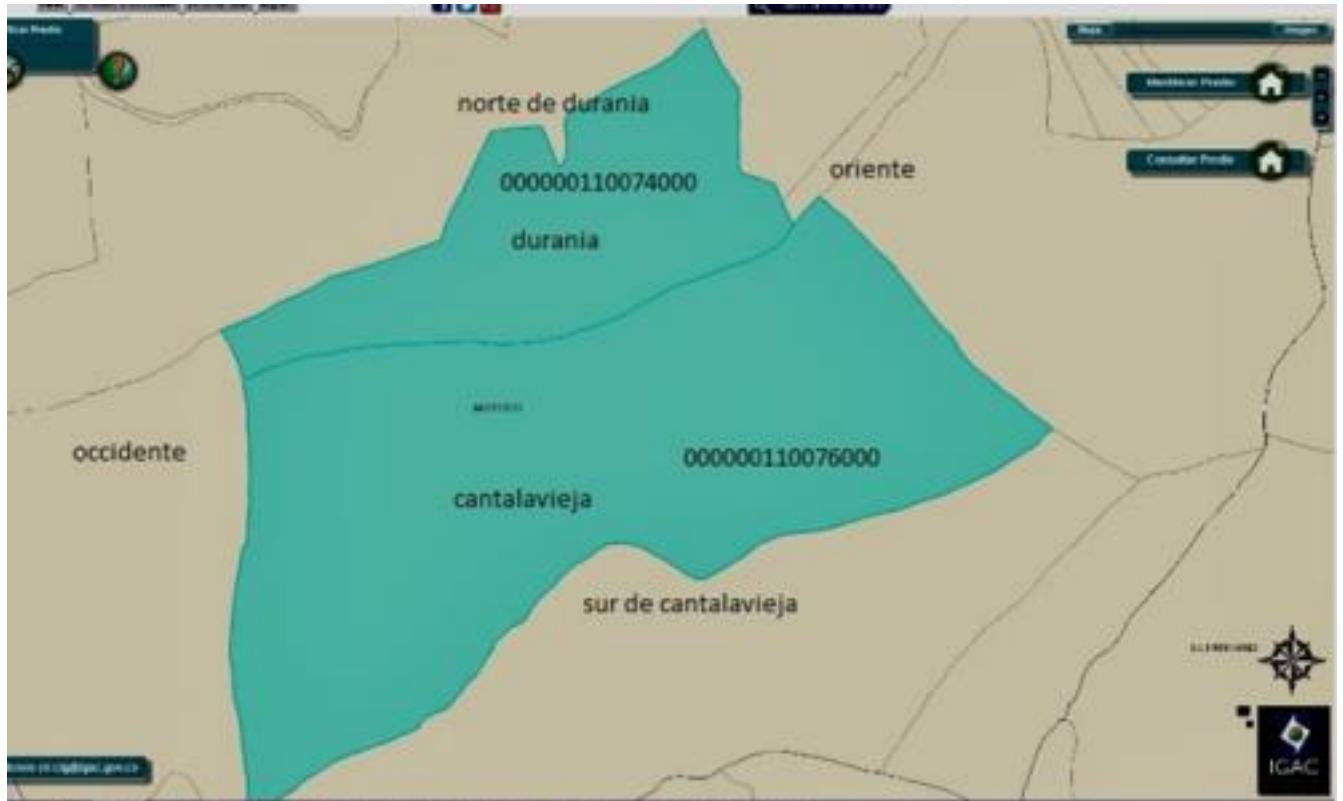 Consultar Predio
norte de durania
oriente
000000110074000
durania
occidente
000000110076000
cantalavieja
sur de cantalavieja
IGAC